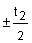 ± t₂/2